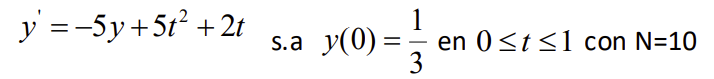 y' = -5y + 5t² + 2t s.a y(0) = 1/3 en 0 ≤ t ≤ 1 con N=10